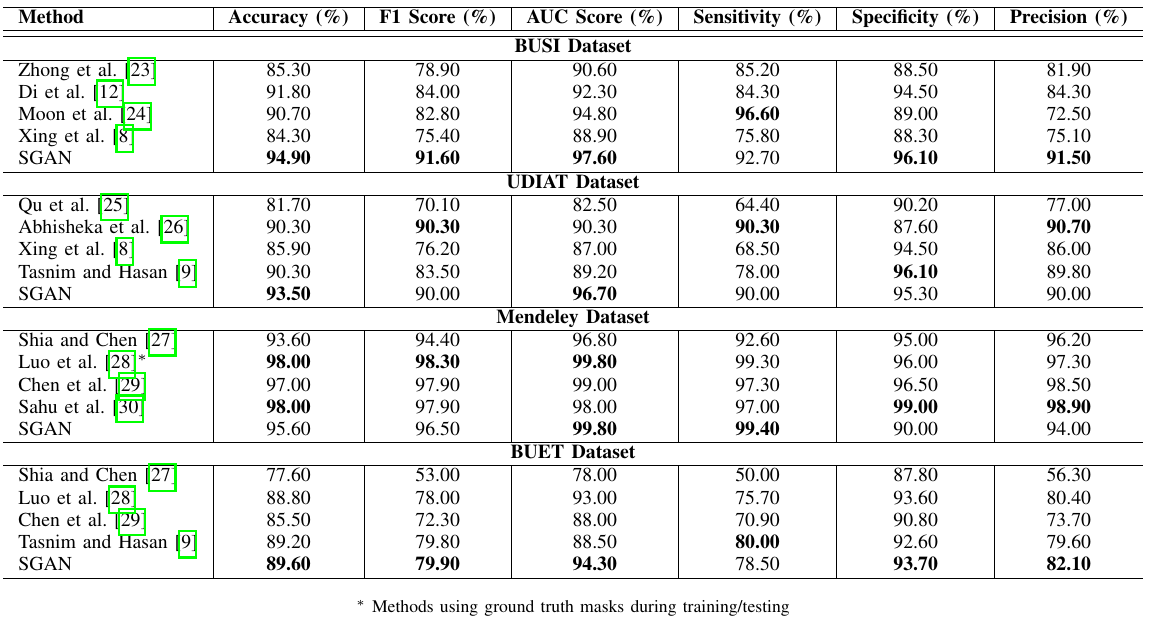 Method Accuracy (%) F1 Score (%) AUC Score (%) Sensitivity (%) Specificity (%) Precision (%)
BUSI Dataset
Zhong et al. [23] 85.30 78.90 90.60 85.20 88.50 81.90
Di et al. [12] 91.80 84.00 92.30 84.30 94.50 84.30
Moon et al. [24] 90.70 82.80 94.80 96.60 89.00 72.50
Xing et al. [8] 84.30 75.40 88.90 75.80 88.30 75.10
SGAN 94.90 91.60 97.60 92.70 96.10 91.50
UDIAT Dataset
Qu et al. [25] 81.70 70.10 82.50 64.40 90.20 77.00
Abhisheka et al. [26] 90.30 90.30 90.30 90.30 87.60 90.70
Xing et al. [8] 85.90 76.20 87.00 68.50 94.50 86.00
Tasnim and Hasan [9] 90.30 83.50 89.20 78.00 96.10 89.80
SGAN 93.50 90.00 96.70 90.00 95.30 90.00
Mendeley Dataset
Shia and Chen [27] 93.60 94.40 96.80 92.60 95.00 96.20
Luo et al. [28]* 98.00 98.30 99.80 99.30 96.00 97.30
Chen et al. [29] 97.00 97.90 99.00 97.30 96.50 98.50
Sahu et al. [30] 98.00 97.90 98.00 97.00 99.00 98.90
SGAN 95.60 96.50 99.80 99.40 90.00 94.00
BUET Dataset
Shia and Chen [27] 77.60 53.00 78.00 50.00 87.80 56.30
Luo et al. [28] 88.80 78.00 93.00 75.70 93.60 80.40
Chen et al. [29] 85.50 72.30 88.00 70.90 90.80 73.70
Tasnim and Hasan [9] 89.20 79.80 88.50 80.00 92.60 79.60
SGAN 89.60 79.90 94.30 78.50 93.70 82.10
* Methods using ground truth masks during training/testing